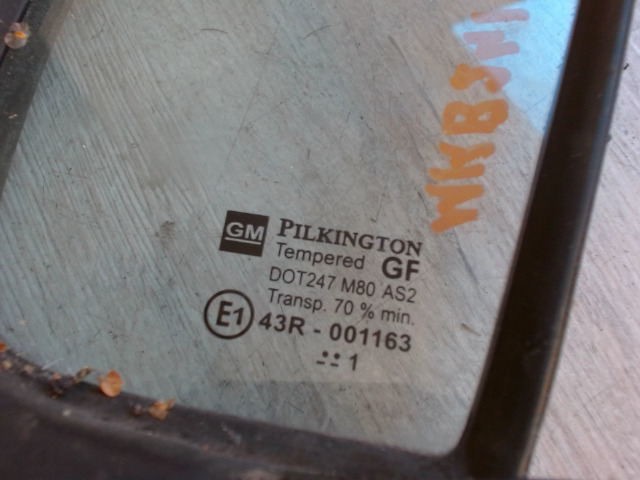 GM PILKINGTON
Tempered GF
DOT247 M80 AS2
Transp. 70 % min.
E1 43R - 001163
1